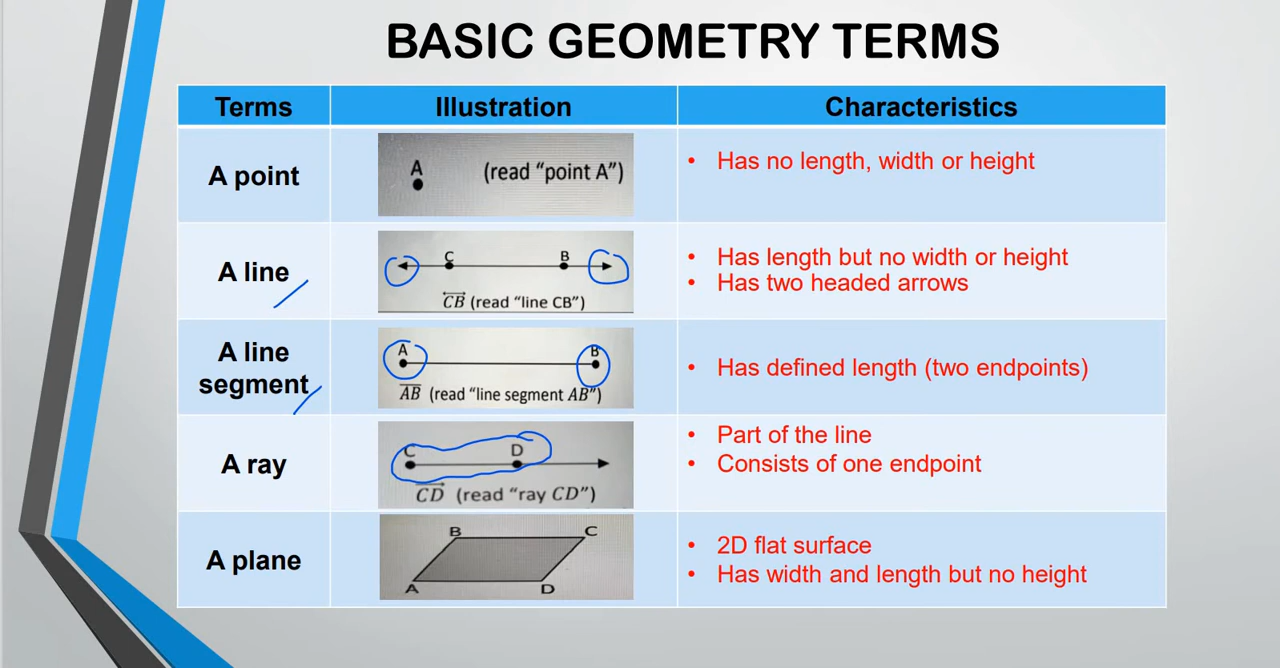 BASIC GEOMETRY TERMS
Terms Illustration Characteristics
A point
A
(read “point A”)
• Has no length, width or height
A line
C B
CB (read “line CB”)
• Has length but no width or height
• Has two headed arrows
A line
segment
A B
AB (read “line segment AB”)
• Has defined length (two endpoints)
A ray
C D
CD (read “ray CD”)
• Part of the line
• Consists of one endpoint
A plane
B C
A D
• 2D flat surface
• Has width and length but no height